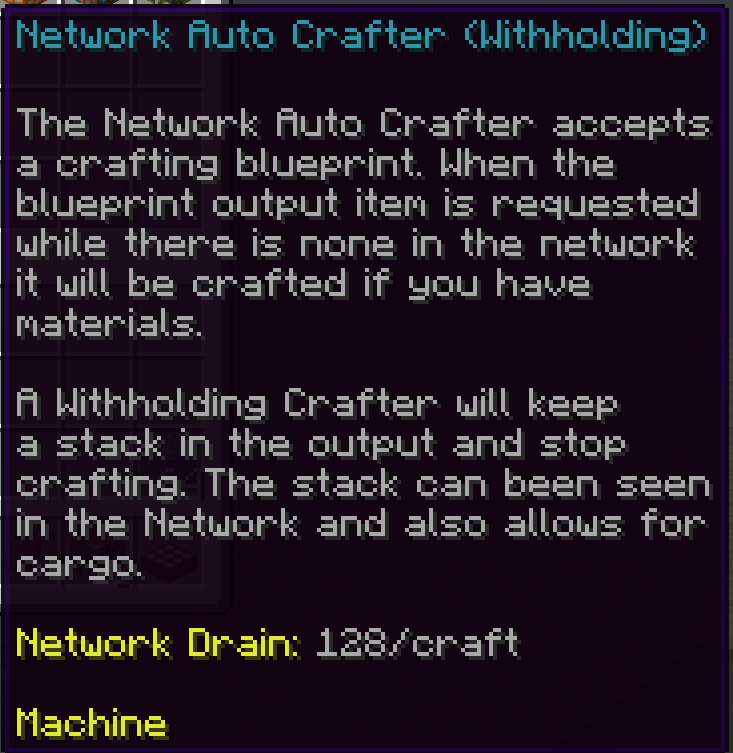 Network Auto Crafter (Withholding)
The Network Auto Crafter accepts
a crafting blueprint. When the
blueprint output item is requested
while there is none in the network
it will be crafted if you have
materials.
A Withholding Crafter will keep
a stack in the output and stop
crafting. The stack can been seen
in the Network and also allows for
cargo.
Network Drain: 128/craft
Machine